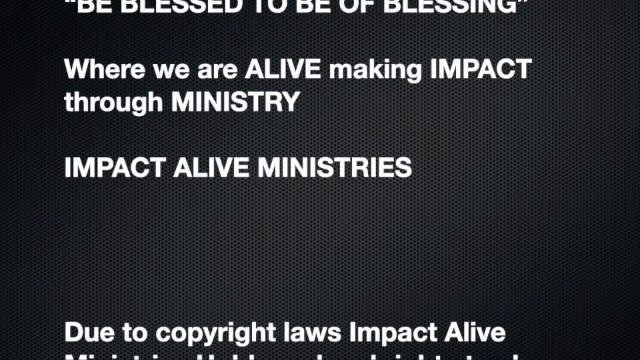 "BE BLESSED TO BE OF BLESSING"
Where we are ALIVE making IMPACT
through MINISTRY
IMPACT ALIVE MINISTRIES
Due to copyright laws Impact Alive